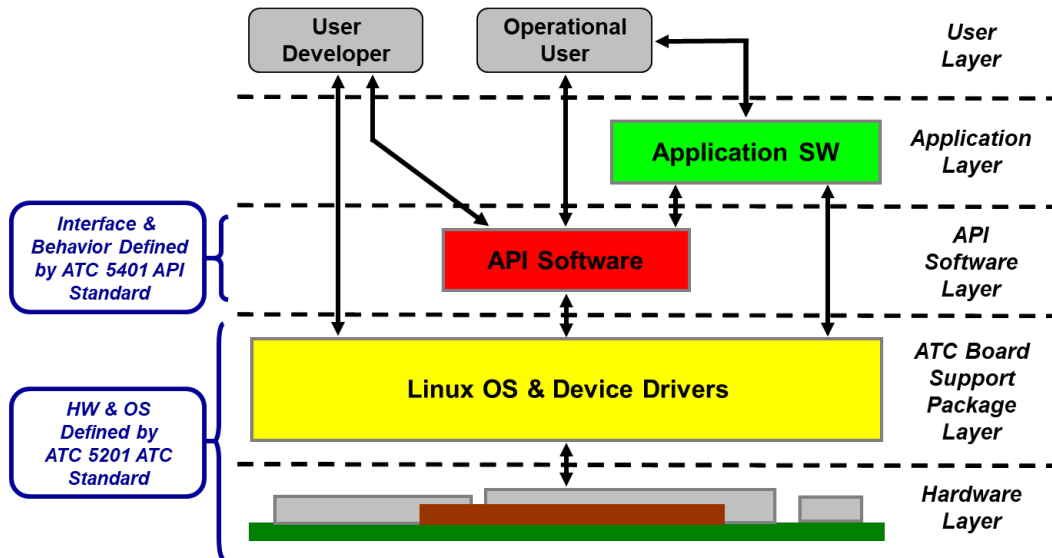 User
Developer
Operational
User
User
Layer
Application SW
Application
Layer
Interface &
Behavior Defined
by ATC 5401 API
Standard
API Software
API
Software
Layer
HW & OS
Defined by
ATC 5201 ATC
Standard
Linux OS & Device Drivers
ATC Board
Support
Package
Layer
Hardware
Layer